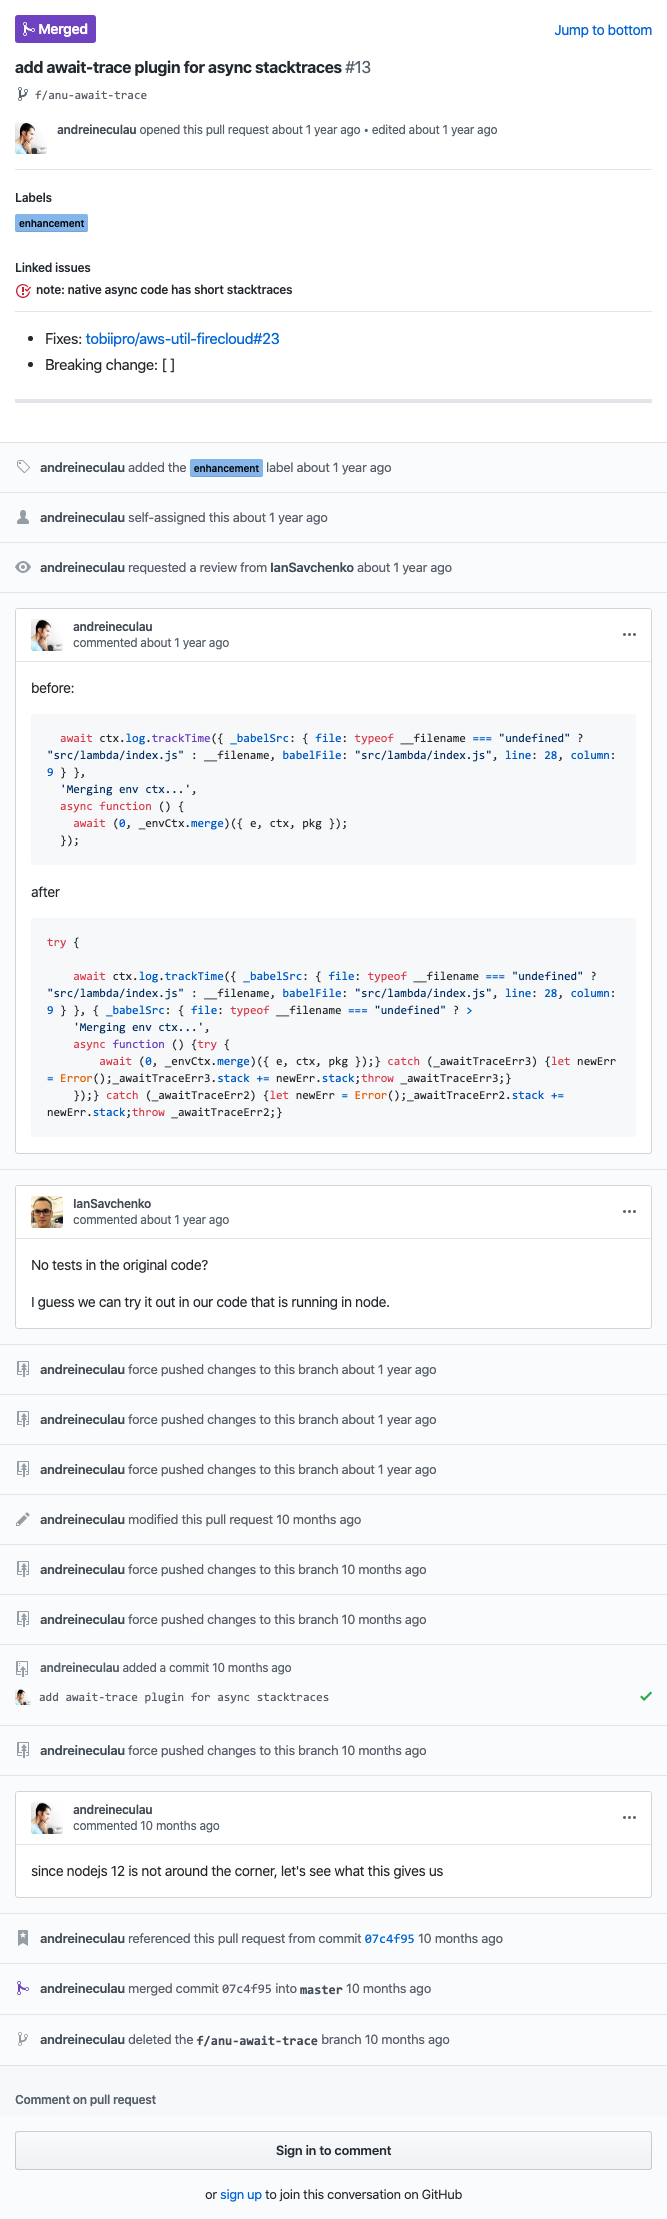 Merged
Jump to bottom
add await-trace plugin for async stacktraces #13
f/anu-await-trace
andreineculau opened this pull request about 1 year ago • edited about 1 year ago
Labels
enhancement
Linked issues
note: native async code has short stacktraces
• Fixes: tobiipro/aws-util-firecloud#23
• Breaking change: [ ]
andreineculau added the enhancement label about 1 year ago
andreineculau self-assigned this about 1 year ago
andreineculau requested a review from IanSavchenko about 1 year ago
andreineculau
commented about 1 year ago
before:
await ctx.log.trackTime({ _babelSrc: { file: typeof __filename === "undefined" ?
"src/lambda/index.js" : __filename, babelFile: "src/lambda/index.js", line: 28, column:
9 } },
'Merging env ctx...',
async function () {
await (0, _envCtx.merge)({ e, ctx, pkg });
});
after
try {
await ctx.log.trackTime({ _babelSrc: { file: typeof __filename === "undefined" ?
"src/lambda/index.js" : __filename, babelFile: "src/lambda/index.js", line: 28, column:
9 } }, { _babelSrc: { file: typeof __filename === "undefined" ? >
'Merging env ctx...',
async function () {try {
await (0, _envCtx.merge)({ e, ctx, pkg });} catch (_awaitTraceErr3) {let newErr
= Error();_awaitTraceErr3.stack += newErr.stack;throw _awaitTraceErr3;}
});} catch (_awaitTraceErr2) {let newErr = Error();_awaitTraceErr2.stack +=
newErr.stack;throw _awaitTraceErr2;}
IanSavchenko
commented about 1 year ago
No tests in the original code?
I guess we can try it out in our code that is running in node.
andreineculau force pushed changes to this branch about 1 year ago
andreineculau force pushed changes to this branch about 1 year ago
andreineculau force pushed changes to this branch about 1 year ago
andreineculau modified this pull request 10 months ago
andreineculau force pushed changes to this branch 10 months ago
andreineculau force pushed changes to this branch 10 months ago
andreineculau added a commit 10 months ago
add await-trace plugin for async stacktraces
andreineculau force pushed changes to this branch 10 months ago
andreineculau
commented 10 months ago
since nodejs 12 is not around the corner, let's see what this gives us
andreineculau referenced this pull request from commit 07c4f95 10 months ago
andreineculau merged commit 07c4f95 into master 10 months ago
andreineculau deleted the f/anu-await-trace branch 10 months ago
Comment on pull request
Sign in to comment
or sign up to join this conversation on GitHub